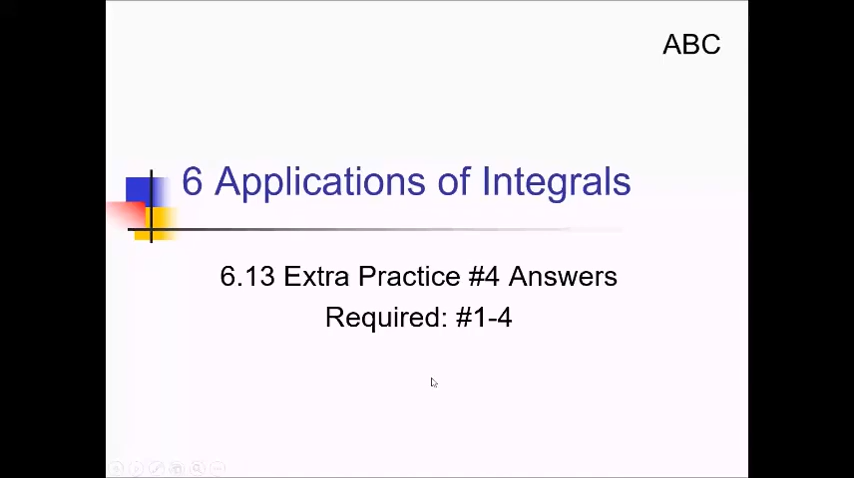 ABC
6 Applications of Integrals
6.13 Extra Practice #4 Answers
Required: #1-4